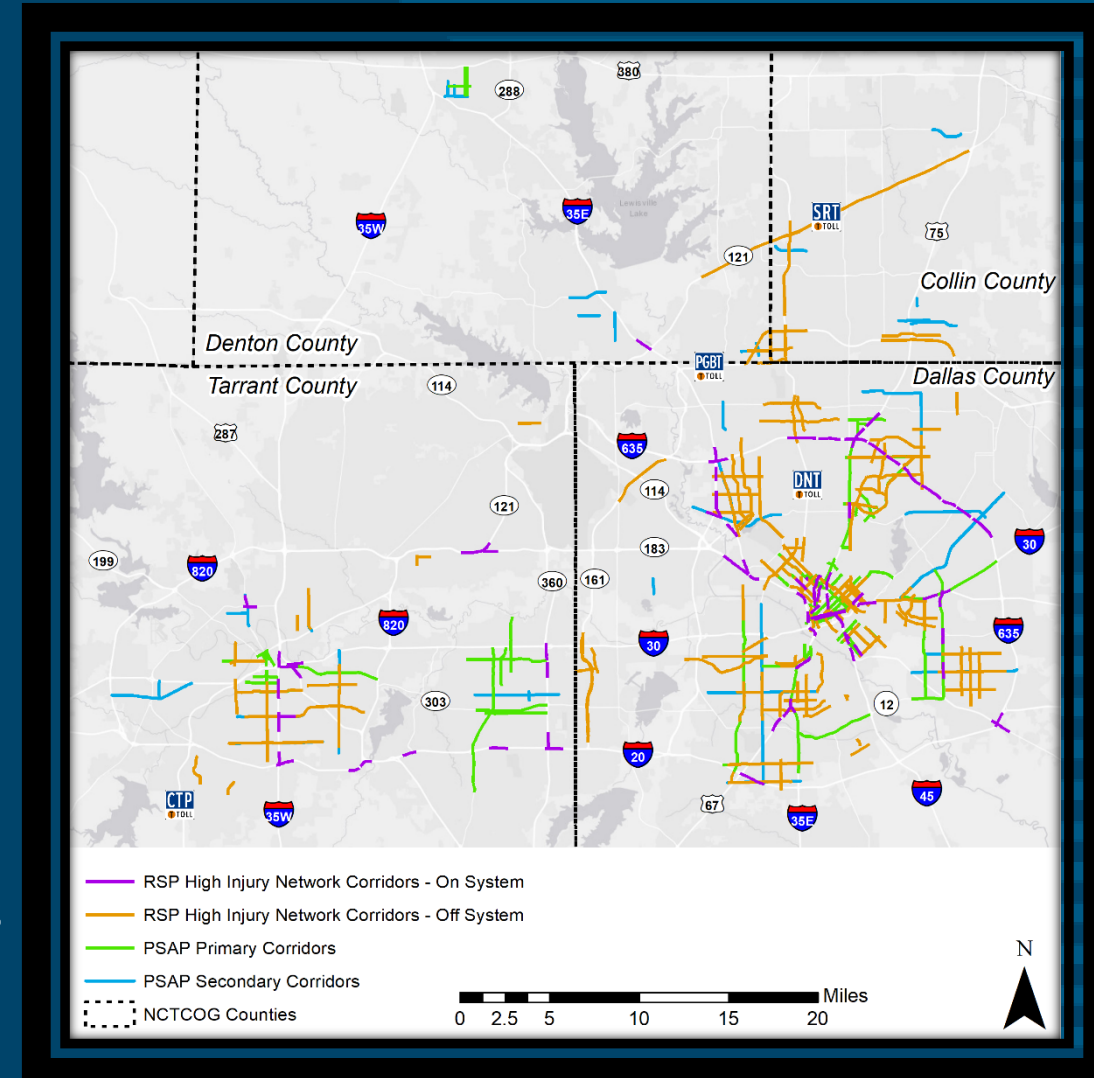 380
288
SRT
TOLL
35W
35E
Lewisville
Lake
75
121
Collin County
Denton County
PGBT
TOLL
Dallas County
Tarrant County
114
287
635
DNT
TOLL
114
121
30
183
199
820
360
161
820
635
30
303
12
20
CTP
TOLL
67
45
35W
35E
RSP High Injury Network Corridors - On System
RSP High Injury Network Corridors - Off System
PSAP Primary Corridors
PSAP Secondary Corridors
NCTCOG Counties
N
Miles
0 2.5 5 10 15 20